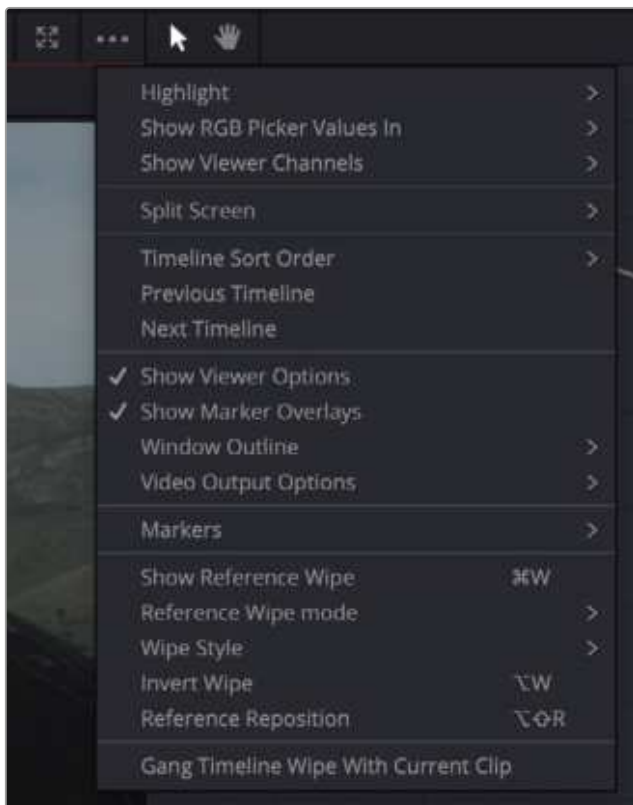 Highlight >
Show RGB Picker Values In >
Show Viewer Channels >
Split Screen >
Timeline Sort Order >
Previous Timeline
Next Timeline
✓ Show Viewer Options
✓ Show Marker Overlays
Window Outline >
Video Output Options >
Markers >
Show Reference Wipe ⌘W
Reference Wipe mode >
Wipe Style >
Invert Wipe ⌥W
Reference Reposition ⌥⇧R
Gang Timeline Wipe With Current Clip